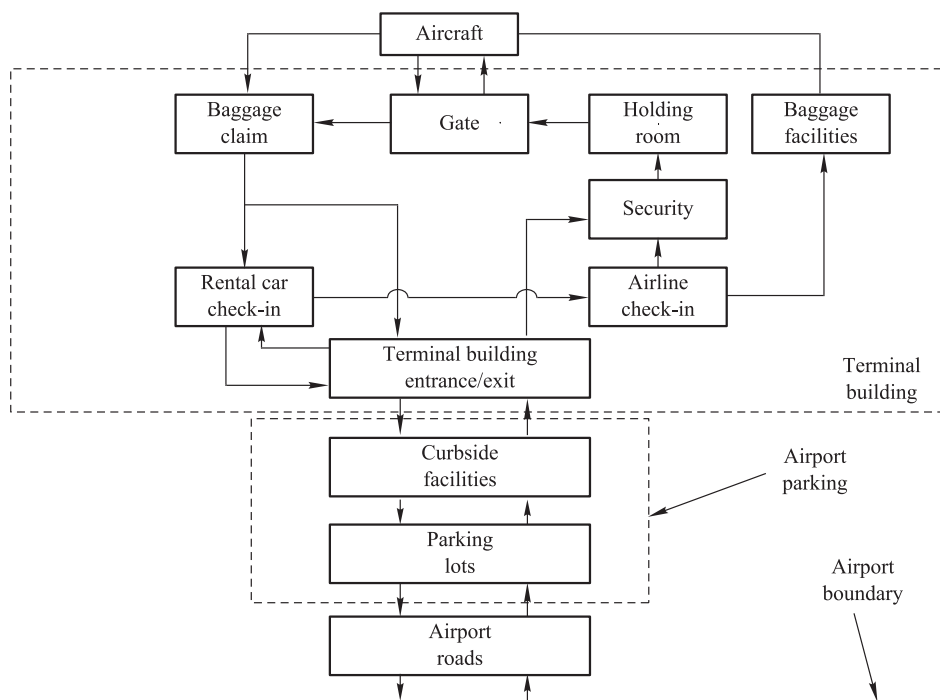 Aircraft
Baggage
claim
Gate
Holding
room
Baggage
facilities
Security
Rental car
check-in
Airline
check-in
Terminal building
entrance/exit
Terminal
building
Curbside
facilities
Airport
parking
Parking
lots
Airport
boundary
Airport
roads